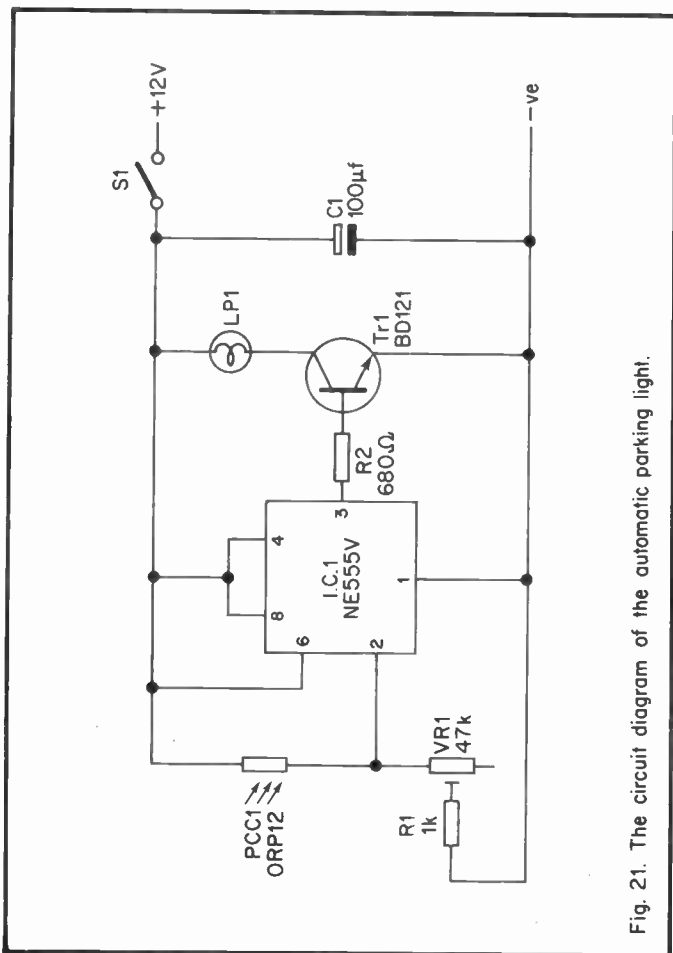 S1
+12V
LP1
C1
100µf
Tr1
BD121
R2
680Ω
PCC1
ORP12
8
4
6
I.C.1
NE555V
3
2
1
VR1
47k
R1
1k
-ve
Fig. 21. The circuit diagram of the automatic parking light.